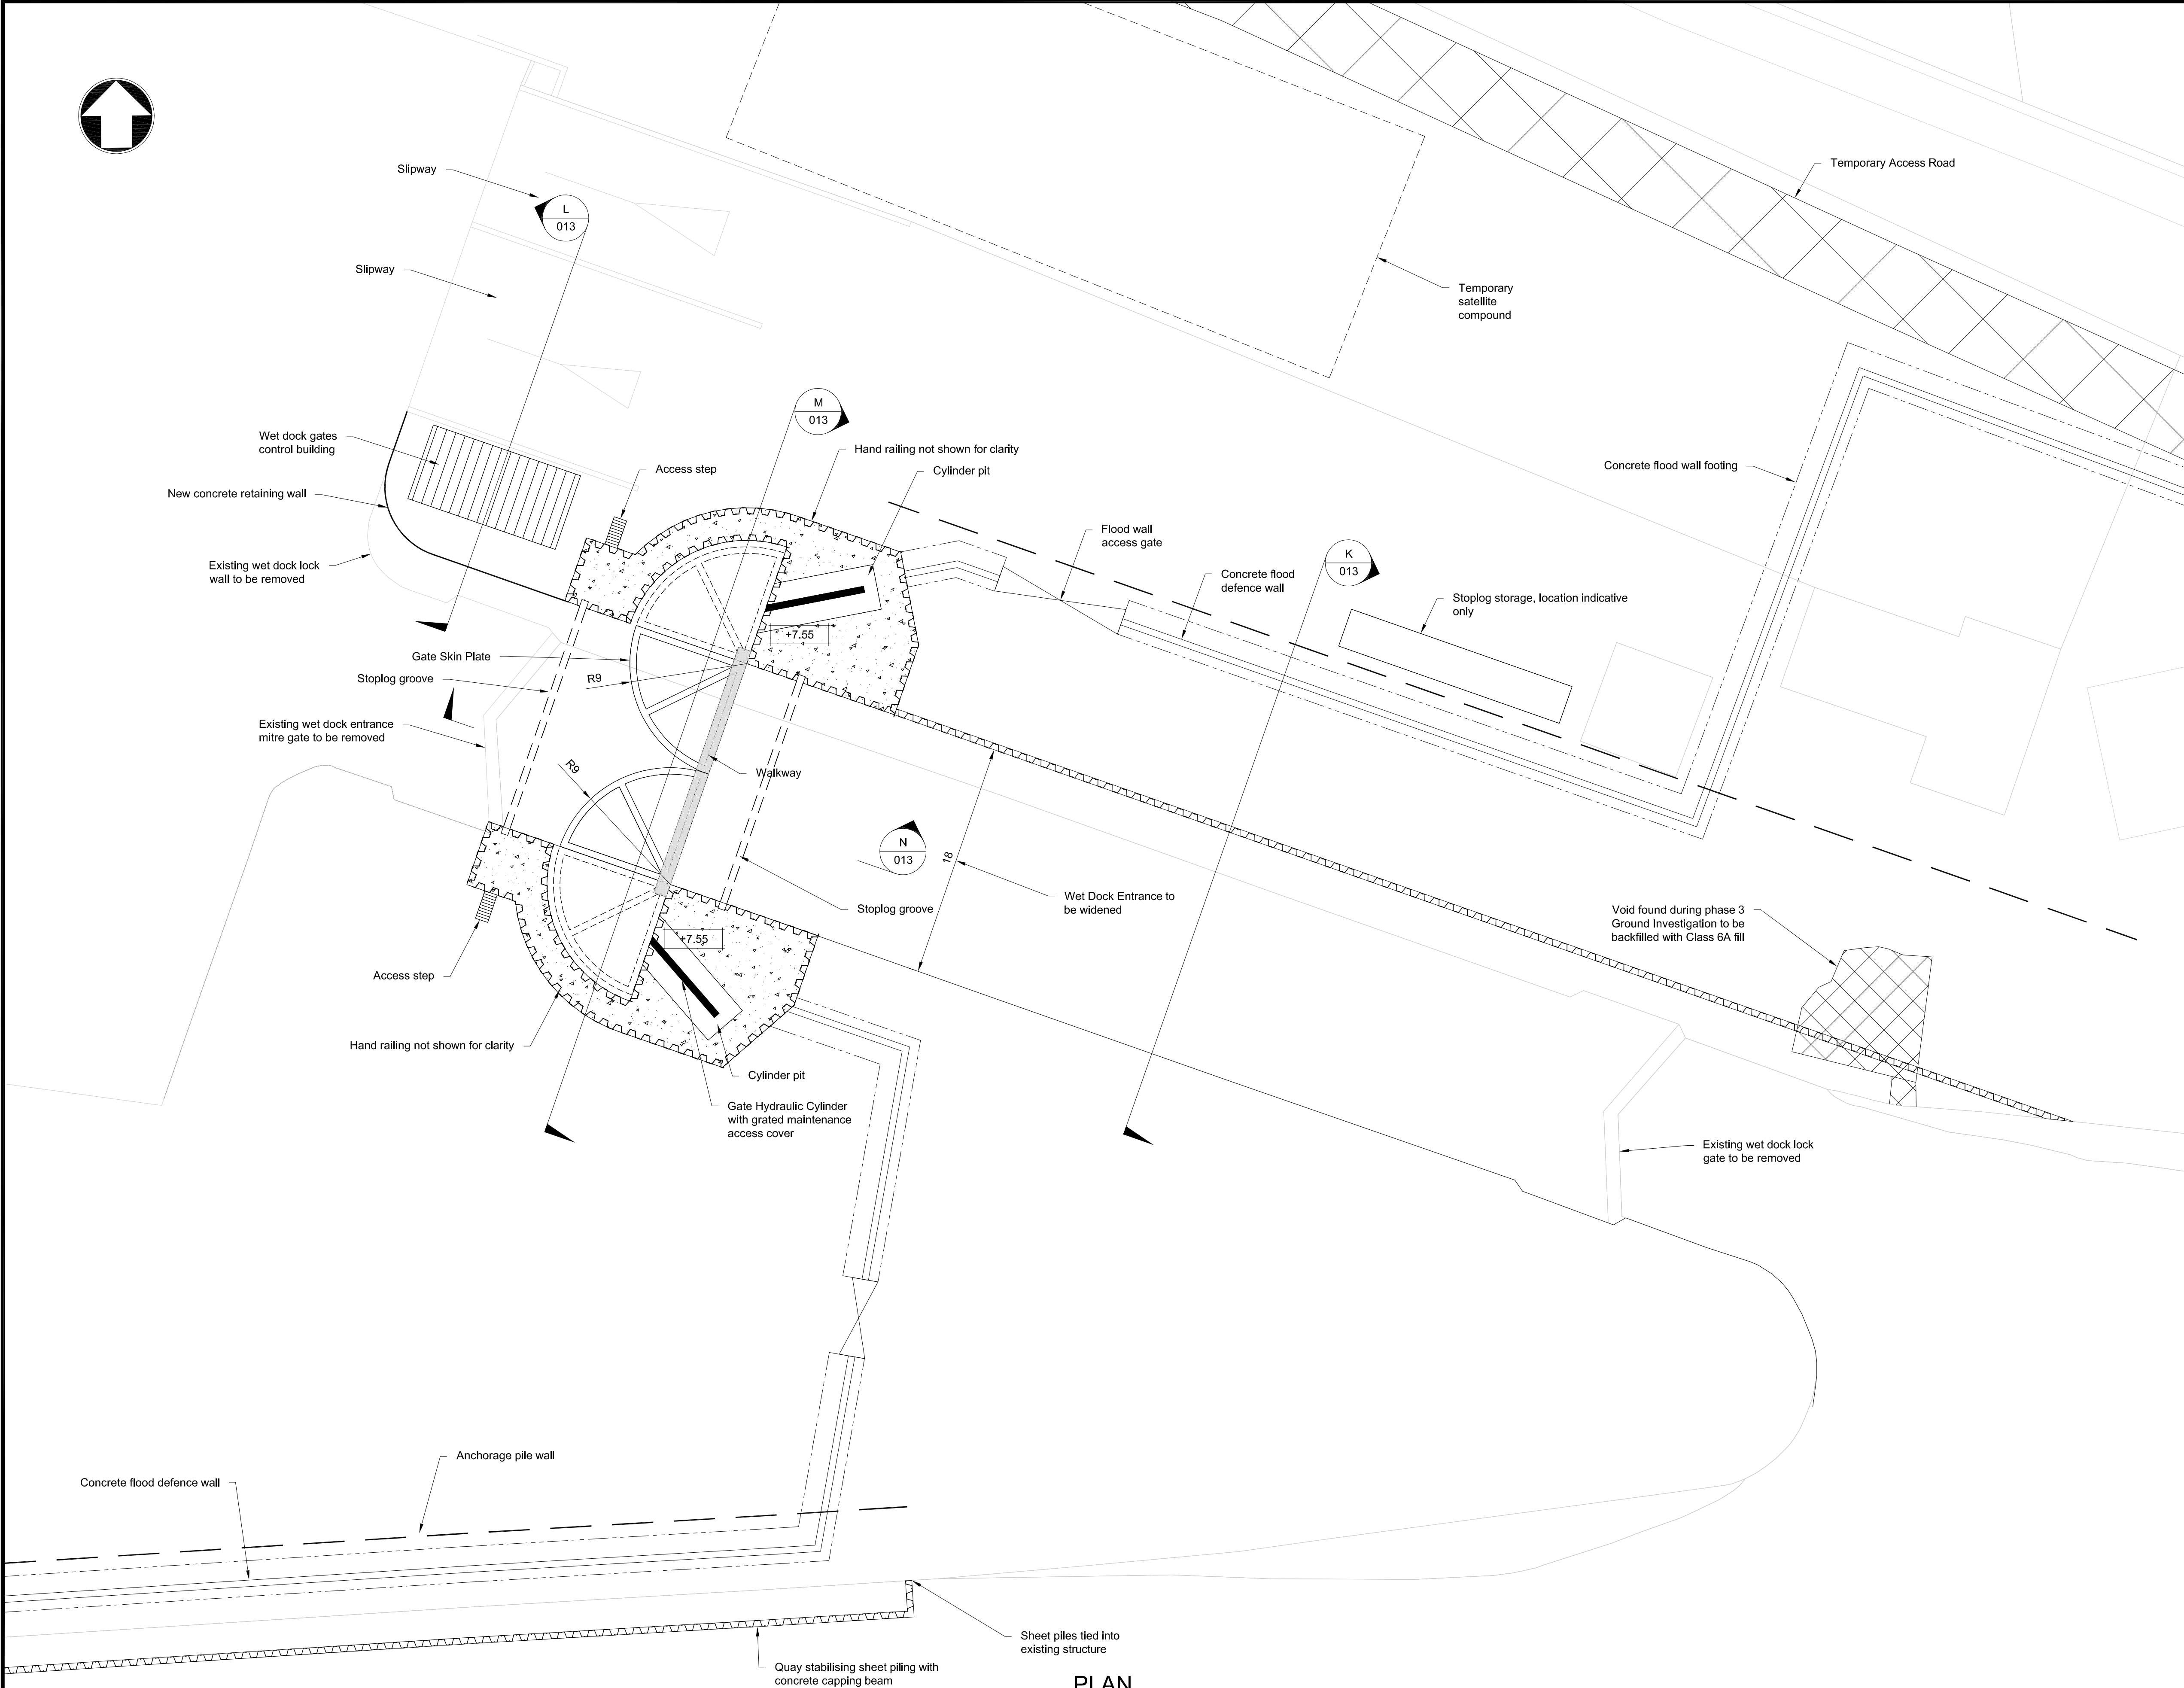 Slipway
L
013
Temporary Access Road
Slipway
Temporary
satellite
compound
M
013
Wet dock gates
control building
Hand railing not shown for clarity
Access step
Cylinder pit
Concrete flood wall footing
New concrete retaining wall
Flood wall
access gate
K
013
Existing wet dock lock
wall to be removed
Concrete flood
defence wall
Stoplog storage, location indicative
only
+7.55
Gate Skin Plate
Stoplog groove
R9
Existing wet dock entrance
mitre gate to be removed
R9
Walkway
N
013
18
Wet Dock Entrance to
be widened
Stoplog groove
Void found during phase 3
Ground Investigation to be
backfilled with Class 6A fill
+7.55
Access step
Hand railing not shown for clarity
Cylinder pit
Gate Hydraulic Cylinder
with grated maintenance
access cover
Existing wet dock lock
gate to be removed
Anchorage pile wall
Concrete flood defence wall
Sheet piles tied into
existing structure
Quay stabilising sheet piling with
concrete capping beam
PLAN